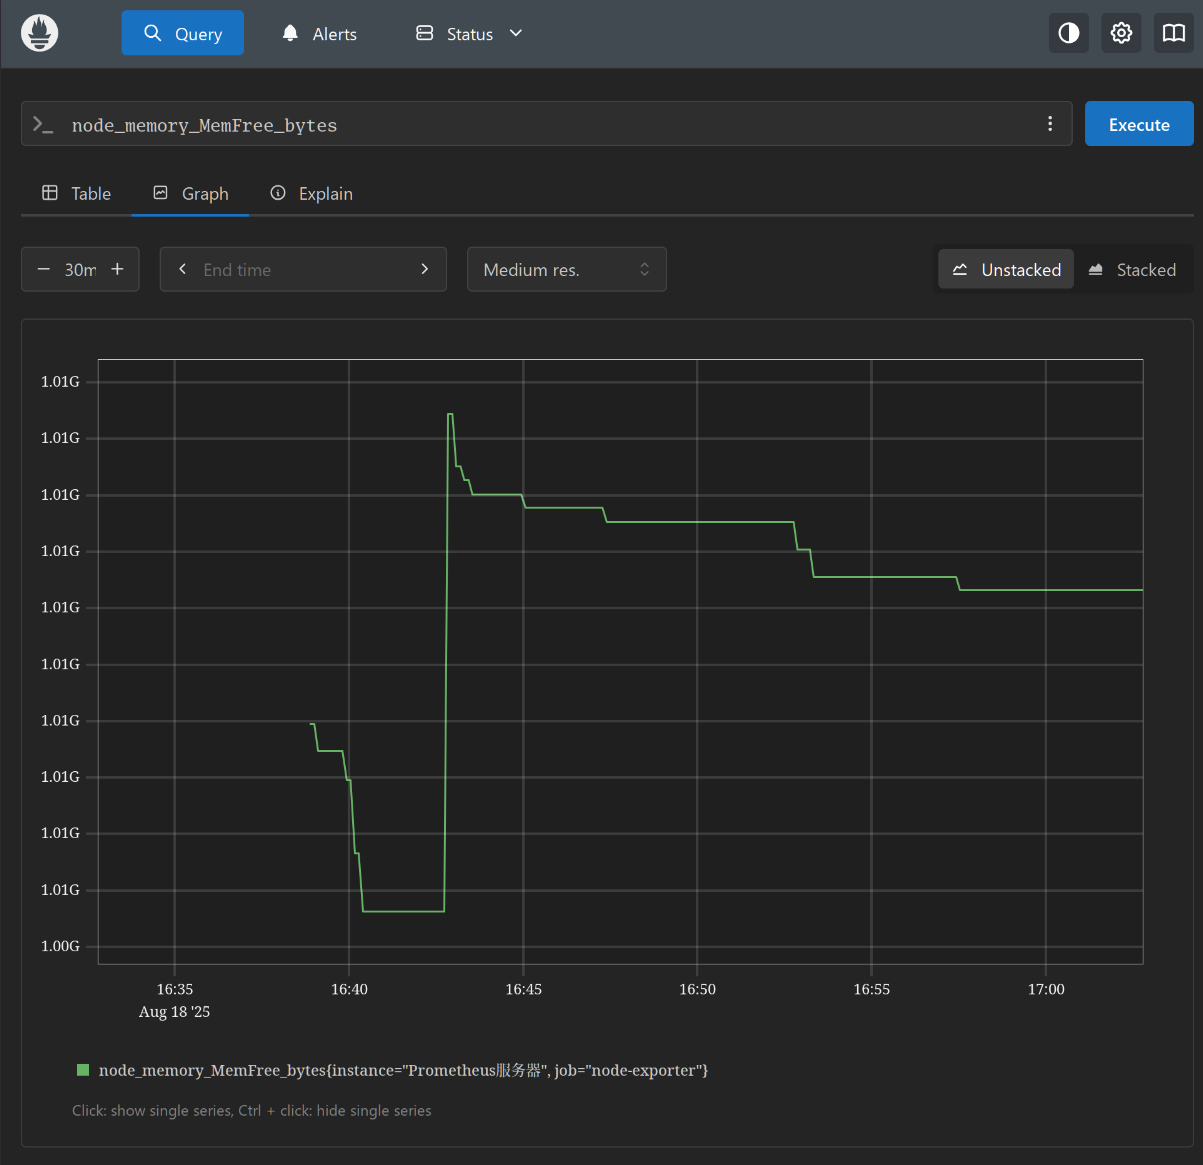 Query Alerts Status
>_ node_memory_MemFree_bytes Execute
Table Graph Explain
30m End time Medium res. Unstacked Stacked
1.01G
1.01G
1.01G
1.01G
1.01G
1.01G
1.01G
1.01G
1.01G
1.01G
1.00G
16:35 16:40 16:45 16:50 16:55 17:00
Aug 18 '25
node_memory_MemFree_bytes{instance="Prometheus服务器", job="node-exporter"}
Click: show single series, Ctrl + click: hide single series